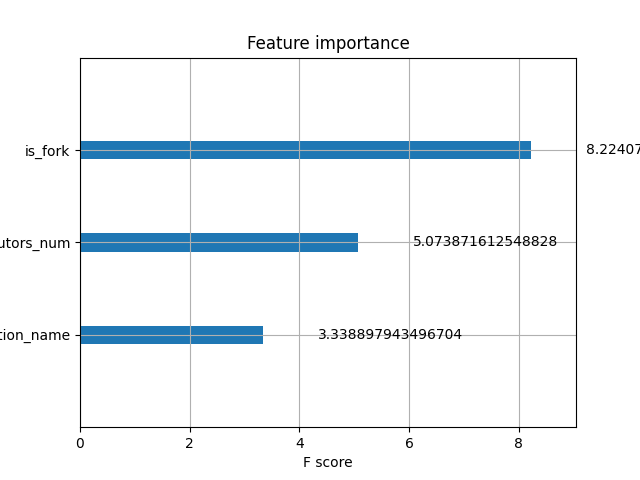 Feature importance
is_fork
8.22407
utors_num
5.073871612548828
tion_name
3.338897943496704
0 2 4 6 8
F score